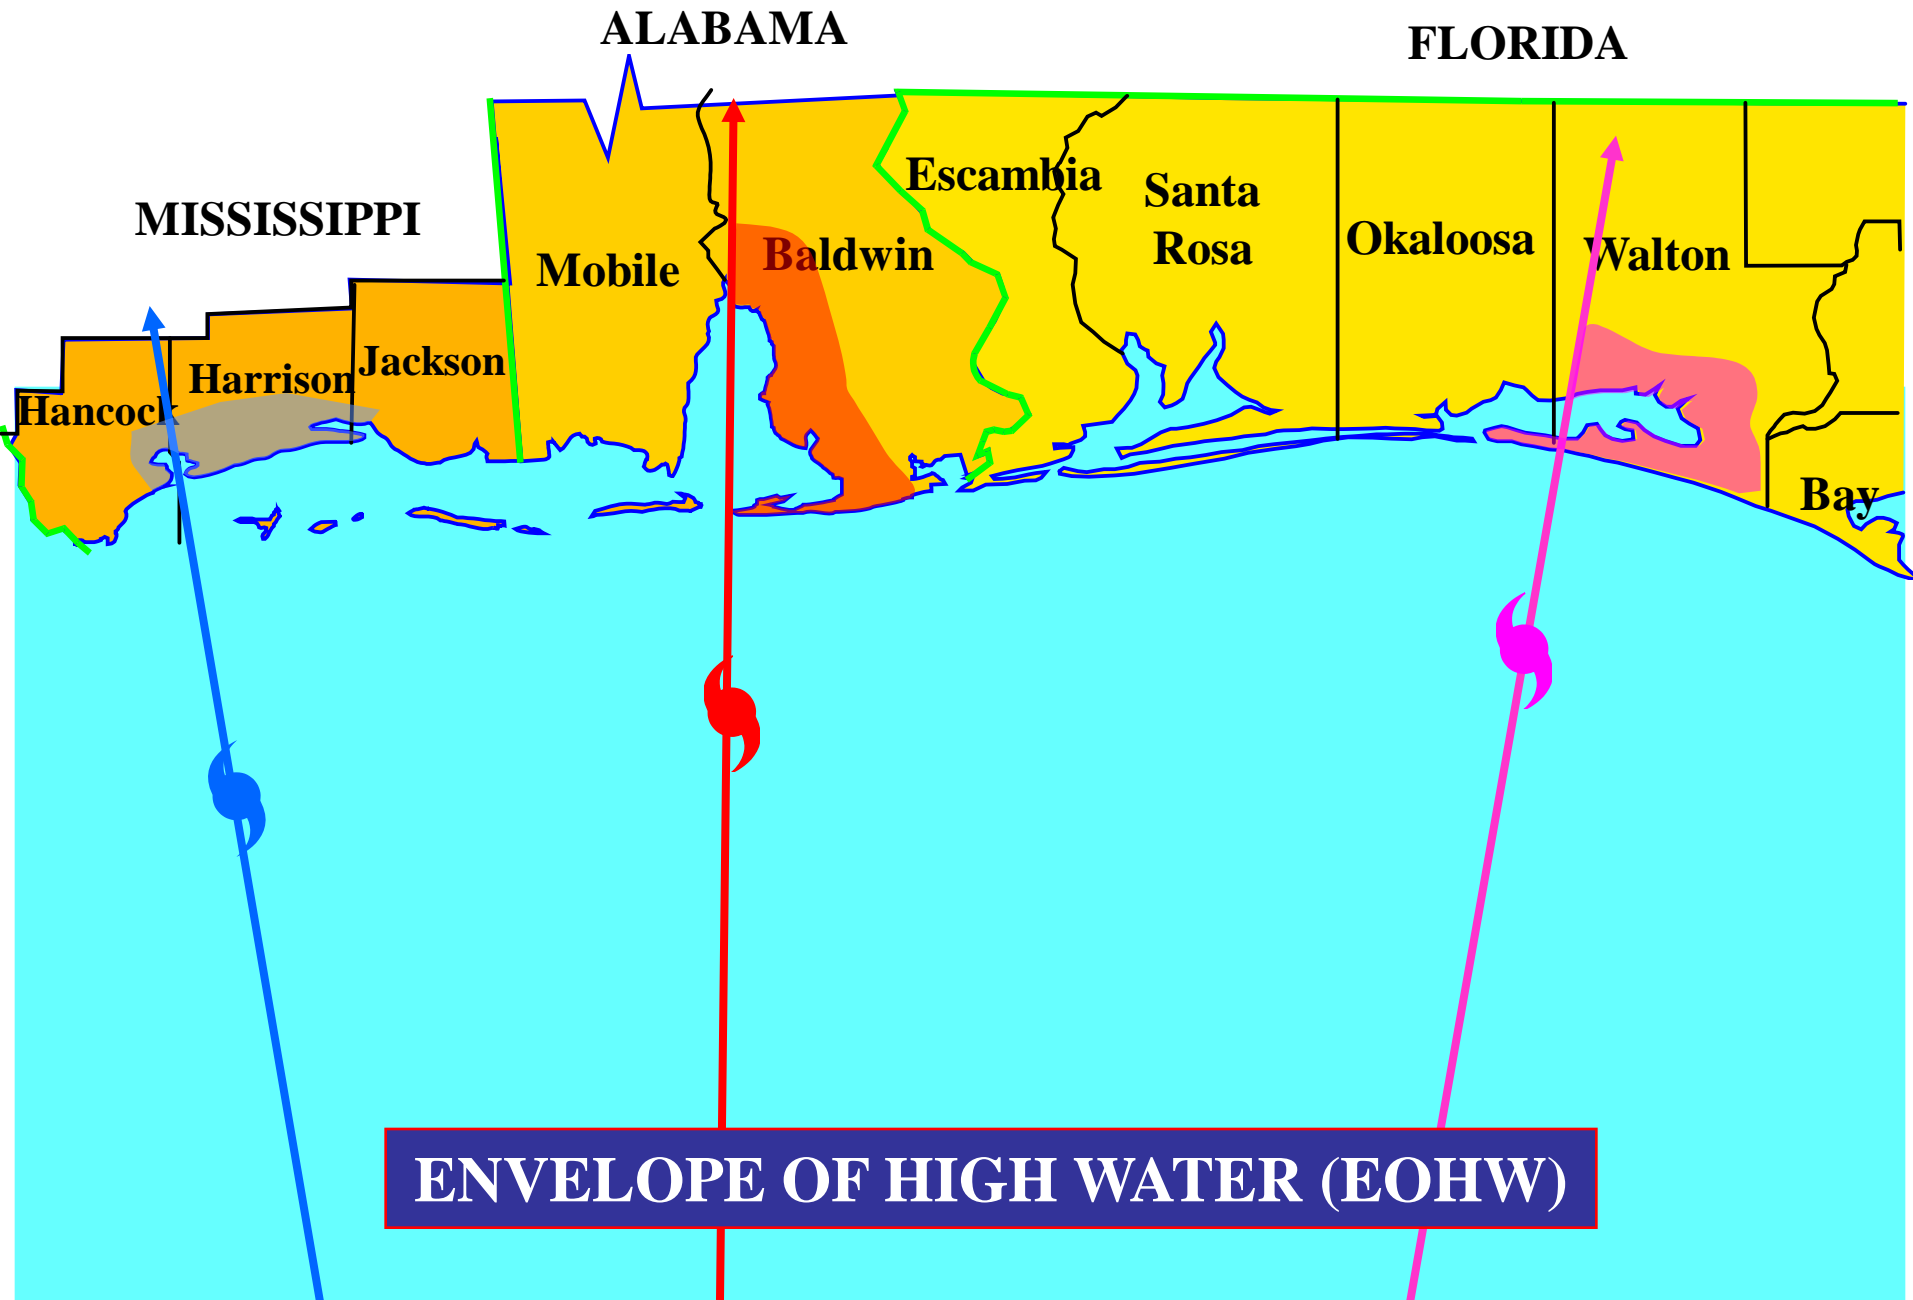 ALABAMA
FLORIDA
MISSISSIPPI
Escambia
Santa
Rosa
Okaloosa
Walton
Baldwin
Mobile
Jackson
Harrison
Hancock
Bay
ENVELOPE OF HIGH WATER (EOHW)